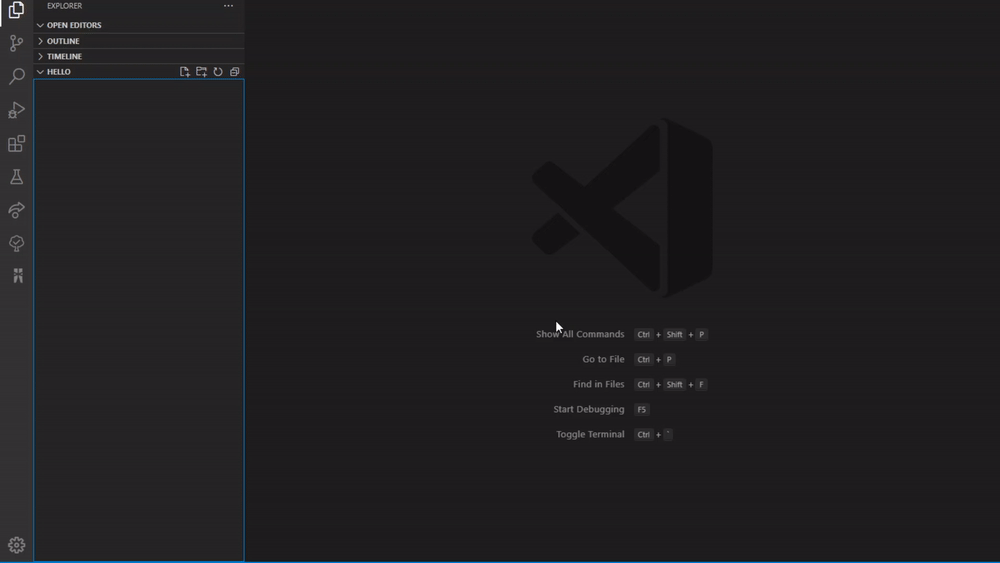 EXPLORER
OPEN EDITORS
OUTLINE
TIMELINE
HELLO
Show All Commands Ctrl + Shift + P
Go to File Ctrl + P
Find in Files Ctrl + Shift + F
Start Debugging F5
Toggle Terminal Ctrl + `